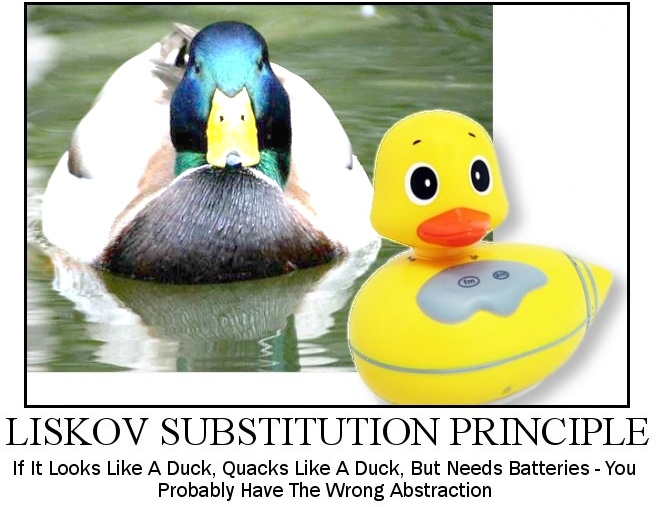 fm
LISKOV SUBSTITUTION PRINCIPLE
If It Looks Like A Duck, Quacks Like A Duck, But Needs Batteries - You
Probably Have The Wrong Abstraction